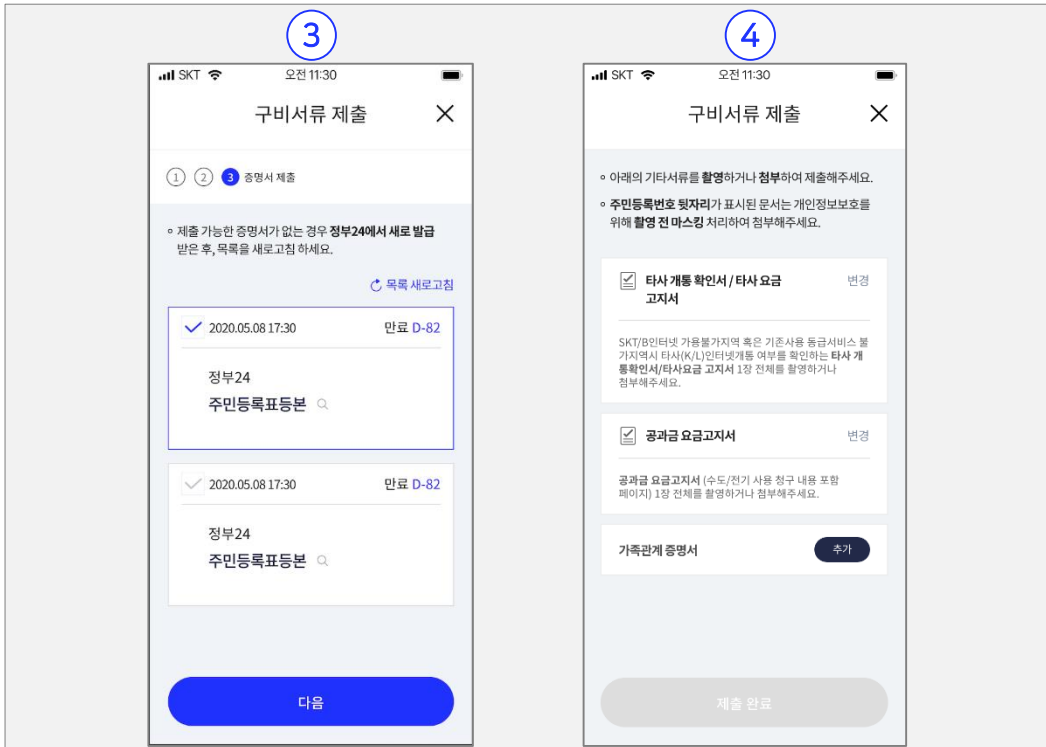 ③
SKT 오전 11:30
구비서류 제출
1 2 3 증명서 제출
제출 가능한 증명서가 없는 경우 정부24에서 새로 발급
받은 후, 목록을 새로고침 하세요.
목록 새로고침
2020.05.08 17:30 만료 D-82
정부24
주민등록표등본
2020.05.08 17:30 만료 D-82
정부24
주민등록표등본
다음
④
SKT 오전 11:30
구비서류 제출
아래의 기타서류를 촬영하거나 첨부하여 제출해주세요.
주민등록번호 뒷자리가 표시된 문서는 개인정보보호를
위해 촬영 전 마스킹 처리하여 첨부해주세요.
타사 개통 확인서 / 타사 요금 변경
고지서
SKT/B인터넷 가용불가지역 혹은 기존사용 동급서비스 불
가지역시 타사(K/L)인터넷개통 여부를 확인하는 타사 개
통확인서/타사요금 고지서 1장 전체를 촬영하거나
첨부해주세요.
공과금 요금고지서 변경
공과금 요금고지서 (수도/전기 사용 청구 내용 포함
페이지) 1장 전체를 촬영하거나 첨부해주세요.
가족관계 증명서 추가
제출 완료